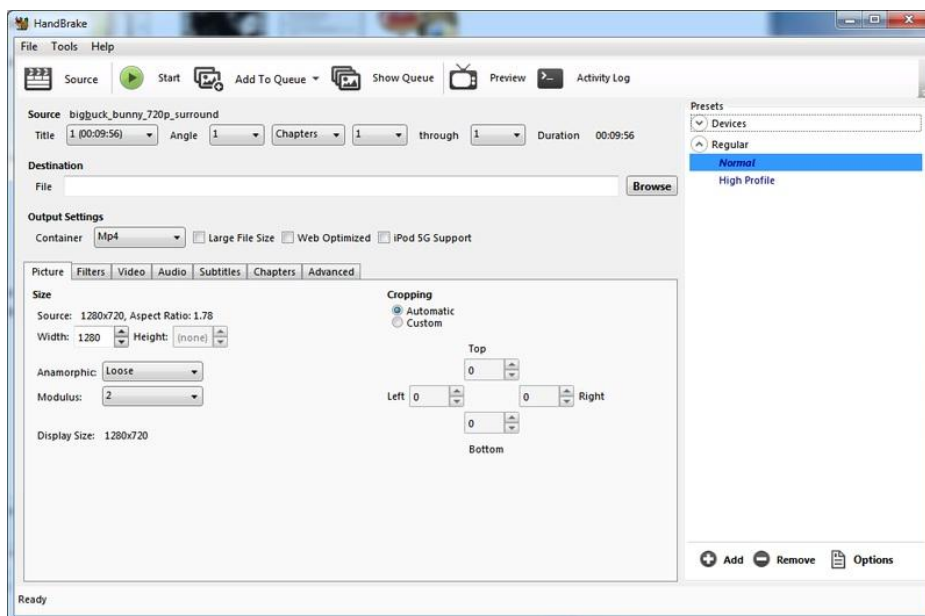 HandBrake
File Tools Help
Source Start Add To Queue Show Queue Preview Activity Log
Source bigbuck_bunny_720p_surround
Title 1 (00:09:56) Angle 1 Chapters 1 through 1 Duration 00:09:56
Destination
File Browse
Output Settings
Container Mp4 Large File Size Web Optimized iPod 5G Support
Picture Filters Video Audio Subtitles Chapters Advanced
Size
Source: 1280x720, Aspect Ratio: 1.78
Width: 1280 Height: (none)
Anamorphic: Loose
Modulus: 2
Display Size: 1280x720
Cropping
Automatic
Custom
Top
0
Left 0 0 Right
0
Bottom
Presets
Devices
Regular
Normal
High Profile
Add Remove Options
Ready